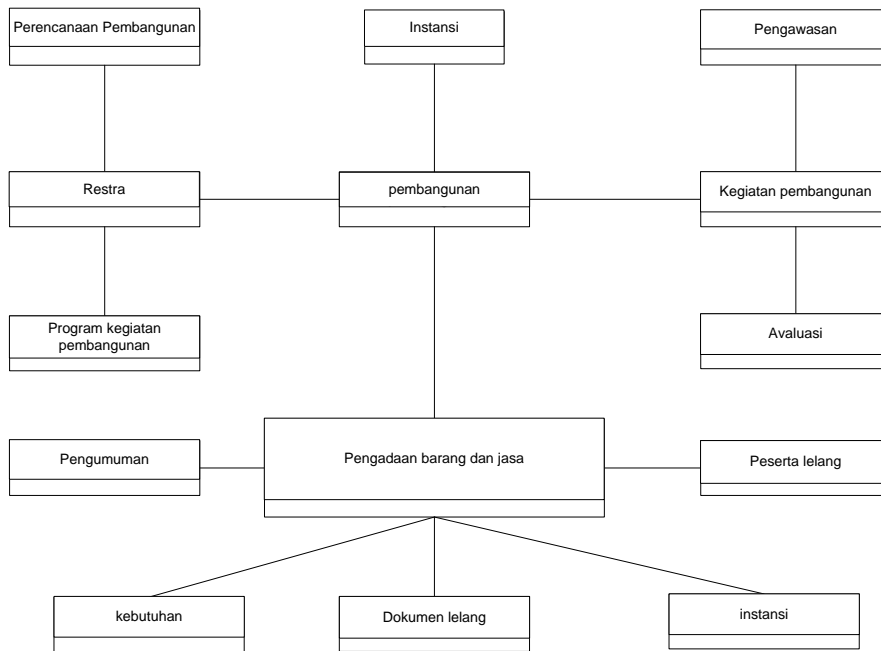 Perencanaan Pembangunan
Instansi
Pengawasan
Restra
pembangunan
Kegiatan pembangunan
Program kegiatan
pembangunan
Avaluasi
Pengumuman
Pengadaan barang dan jasa
Peserta lelang
kebutuhan
Dokumen lelang
instansi